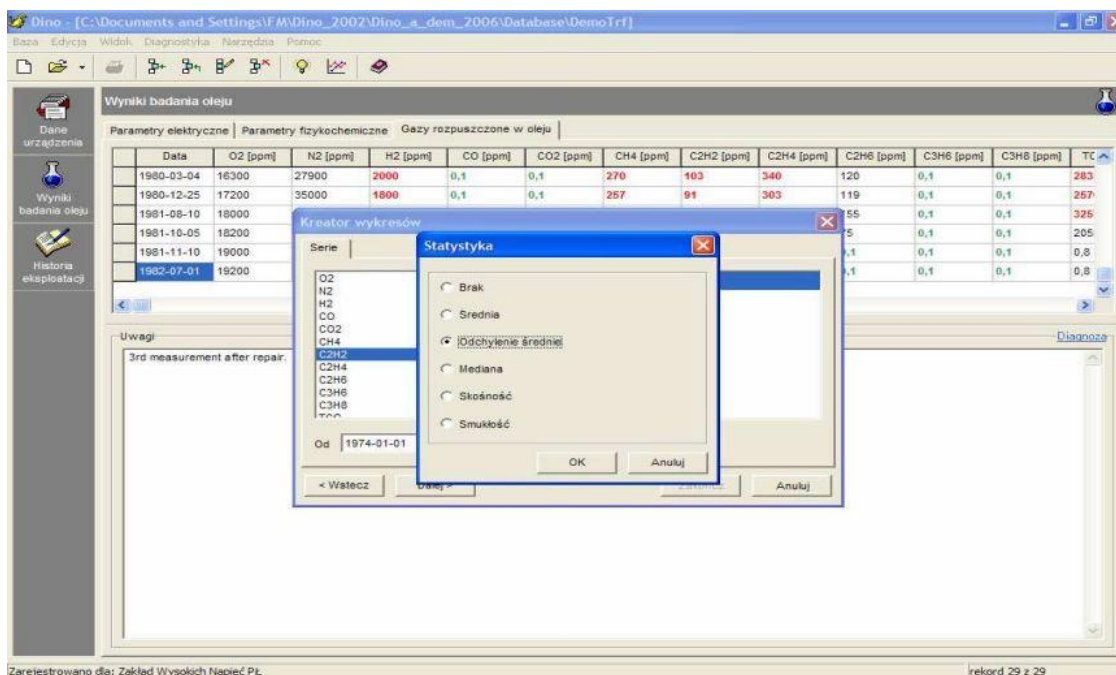 Dino - [C:\Documents and Settings\FM\Dino_2002\Dino_a_dem_2006\Database\DemoTrf]
Baza Edycja Widok Diagnostyka Narzędzia Pomoc
Wyniki badania oleju
Dane urządzenia
Wyniki badania oleju
Historia eksploatacji
Parametry elektryczne Parametry fizykochemiczne Gazy rozpuszczone w oleju
Data O2 [ppm] N2 [ppm] H2 [ppm] CO [ppm] CO2 [ppm] CH4 [ppm] C2H2 [ppm] C2H4 [ppm] C2H6 [ppm] C3H6 [ppm] C3H8 [ppm] TC
1980-03-04 16300 27900 2000 0,1 0,1 270 103 340 120 0,1 0,1 283
1980-12-25 17200 35000 1800 0,1 0,1 257 91 303 119 0,1 0,1 257
1981-08-10 18000 55 0,1 0,1 325
1981-10-05 18200 5 0,1 0,1 205
1981-11-10 19000 ,1 0,1 0,1 0,8
1982-07-01 19200 ,1 0,1 0,1 0,8
Kreator wykresów
Serie
O2
N2
H2
CO
CO2
CH4
C2H2
C2H4
C2H6
C3H6
C3H8
TCG
Od 1974-01-01
< Wstecz Dalej > Zakończ Anuluj
Statystyka
Brak
Srednia
Odchylenie średnie
Mediana
Skośność
Smukłość
OK Anuluj
Uwagi
Diagnoza
3rd measurement after repair.
Zarejestrowano dla: Zakład Wysokich Napięć PŁ
rekord 29 z 29